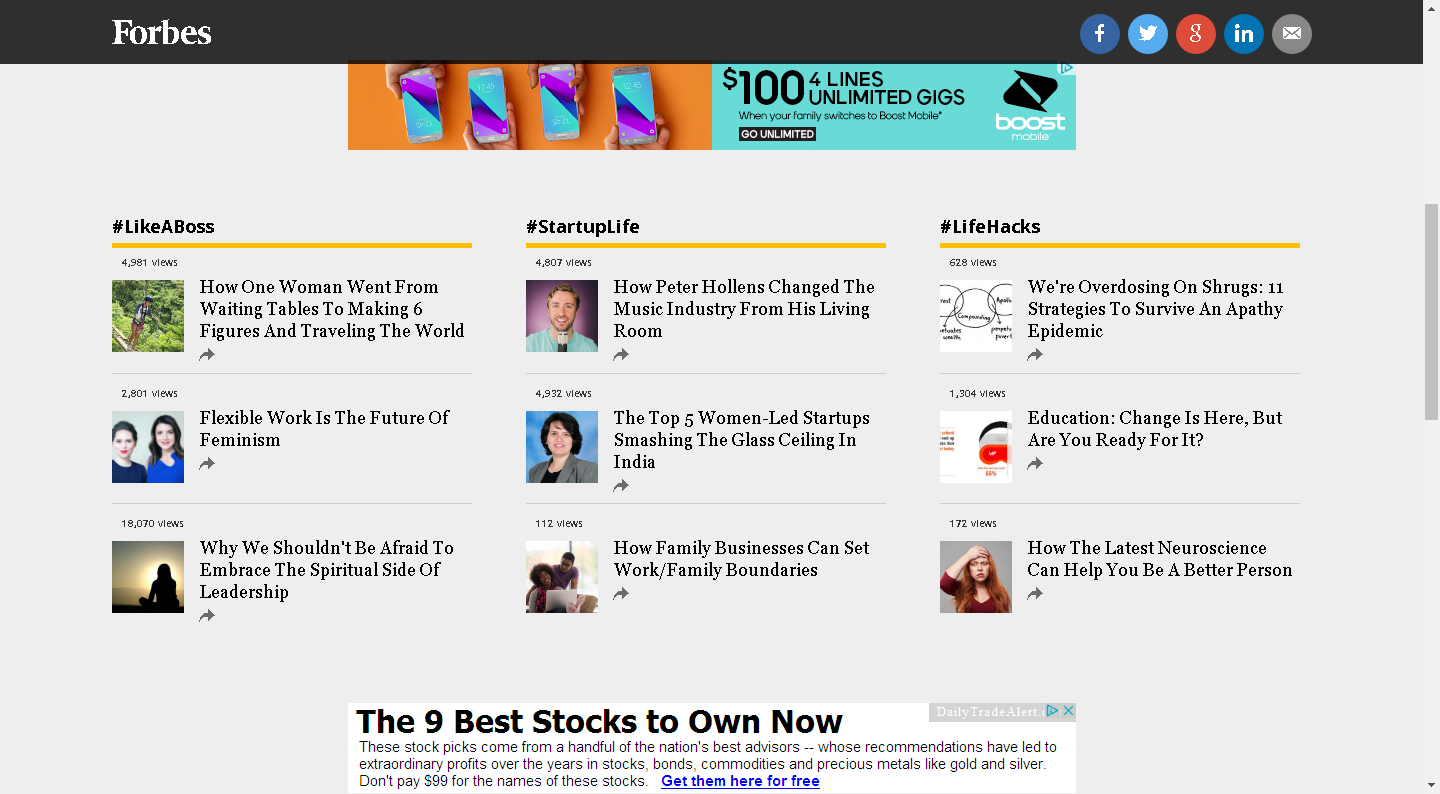 Forbes
$100 4 LINES
UNLIMITED GIGS
When your family switches to Boost Mobile*
GO UNLIMITED
boost
mobile
#LikeABoss
4,981 views
How One Woman Went From
Waiting Tables To Making 6
Figures And Traveling The World
2,801 views
Flexible Work Is The Future Of
Feminism
18,070 views
Why We Shouldn't Be Afraid To
Embrace The Spiritual Side Of
Leadership
#StartupLife
4,807 views
How Peter Hollens Changed The
Music Industry From His Living
Room
4,932 views
The Top 5 Women-Led Startups
Smashing The Glass Ceiling In
India
112 views
How Family Businesses Can Set
Work/Family Boundaries
#LifeHacks
628 views
We're Overdosing On Shrugs: 11
Strategies To Survive An Apathy
Epidemic
Compounding
1,304 views
Education: Change Is Here, But
Are You Ready For It?
172 views
How The Latest Neuroscience
Can Help You Be A Better Person
The 9 Best Stocks to Own Now
These stock picks come from a handful of the nation's best advisors -- whose recommendations have led to
extraordinary profits over the years in stocks, bonds, commodities and precious metals like gold and silver.
Don't pay $99 for the names of these stocks. Get them here for free